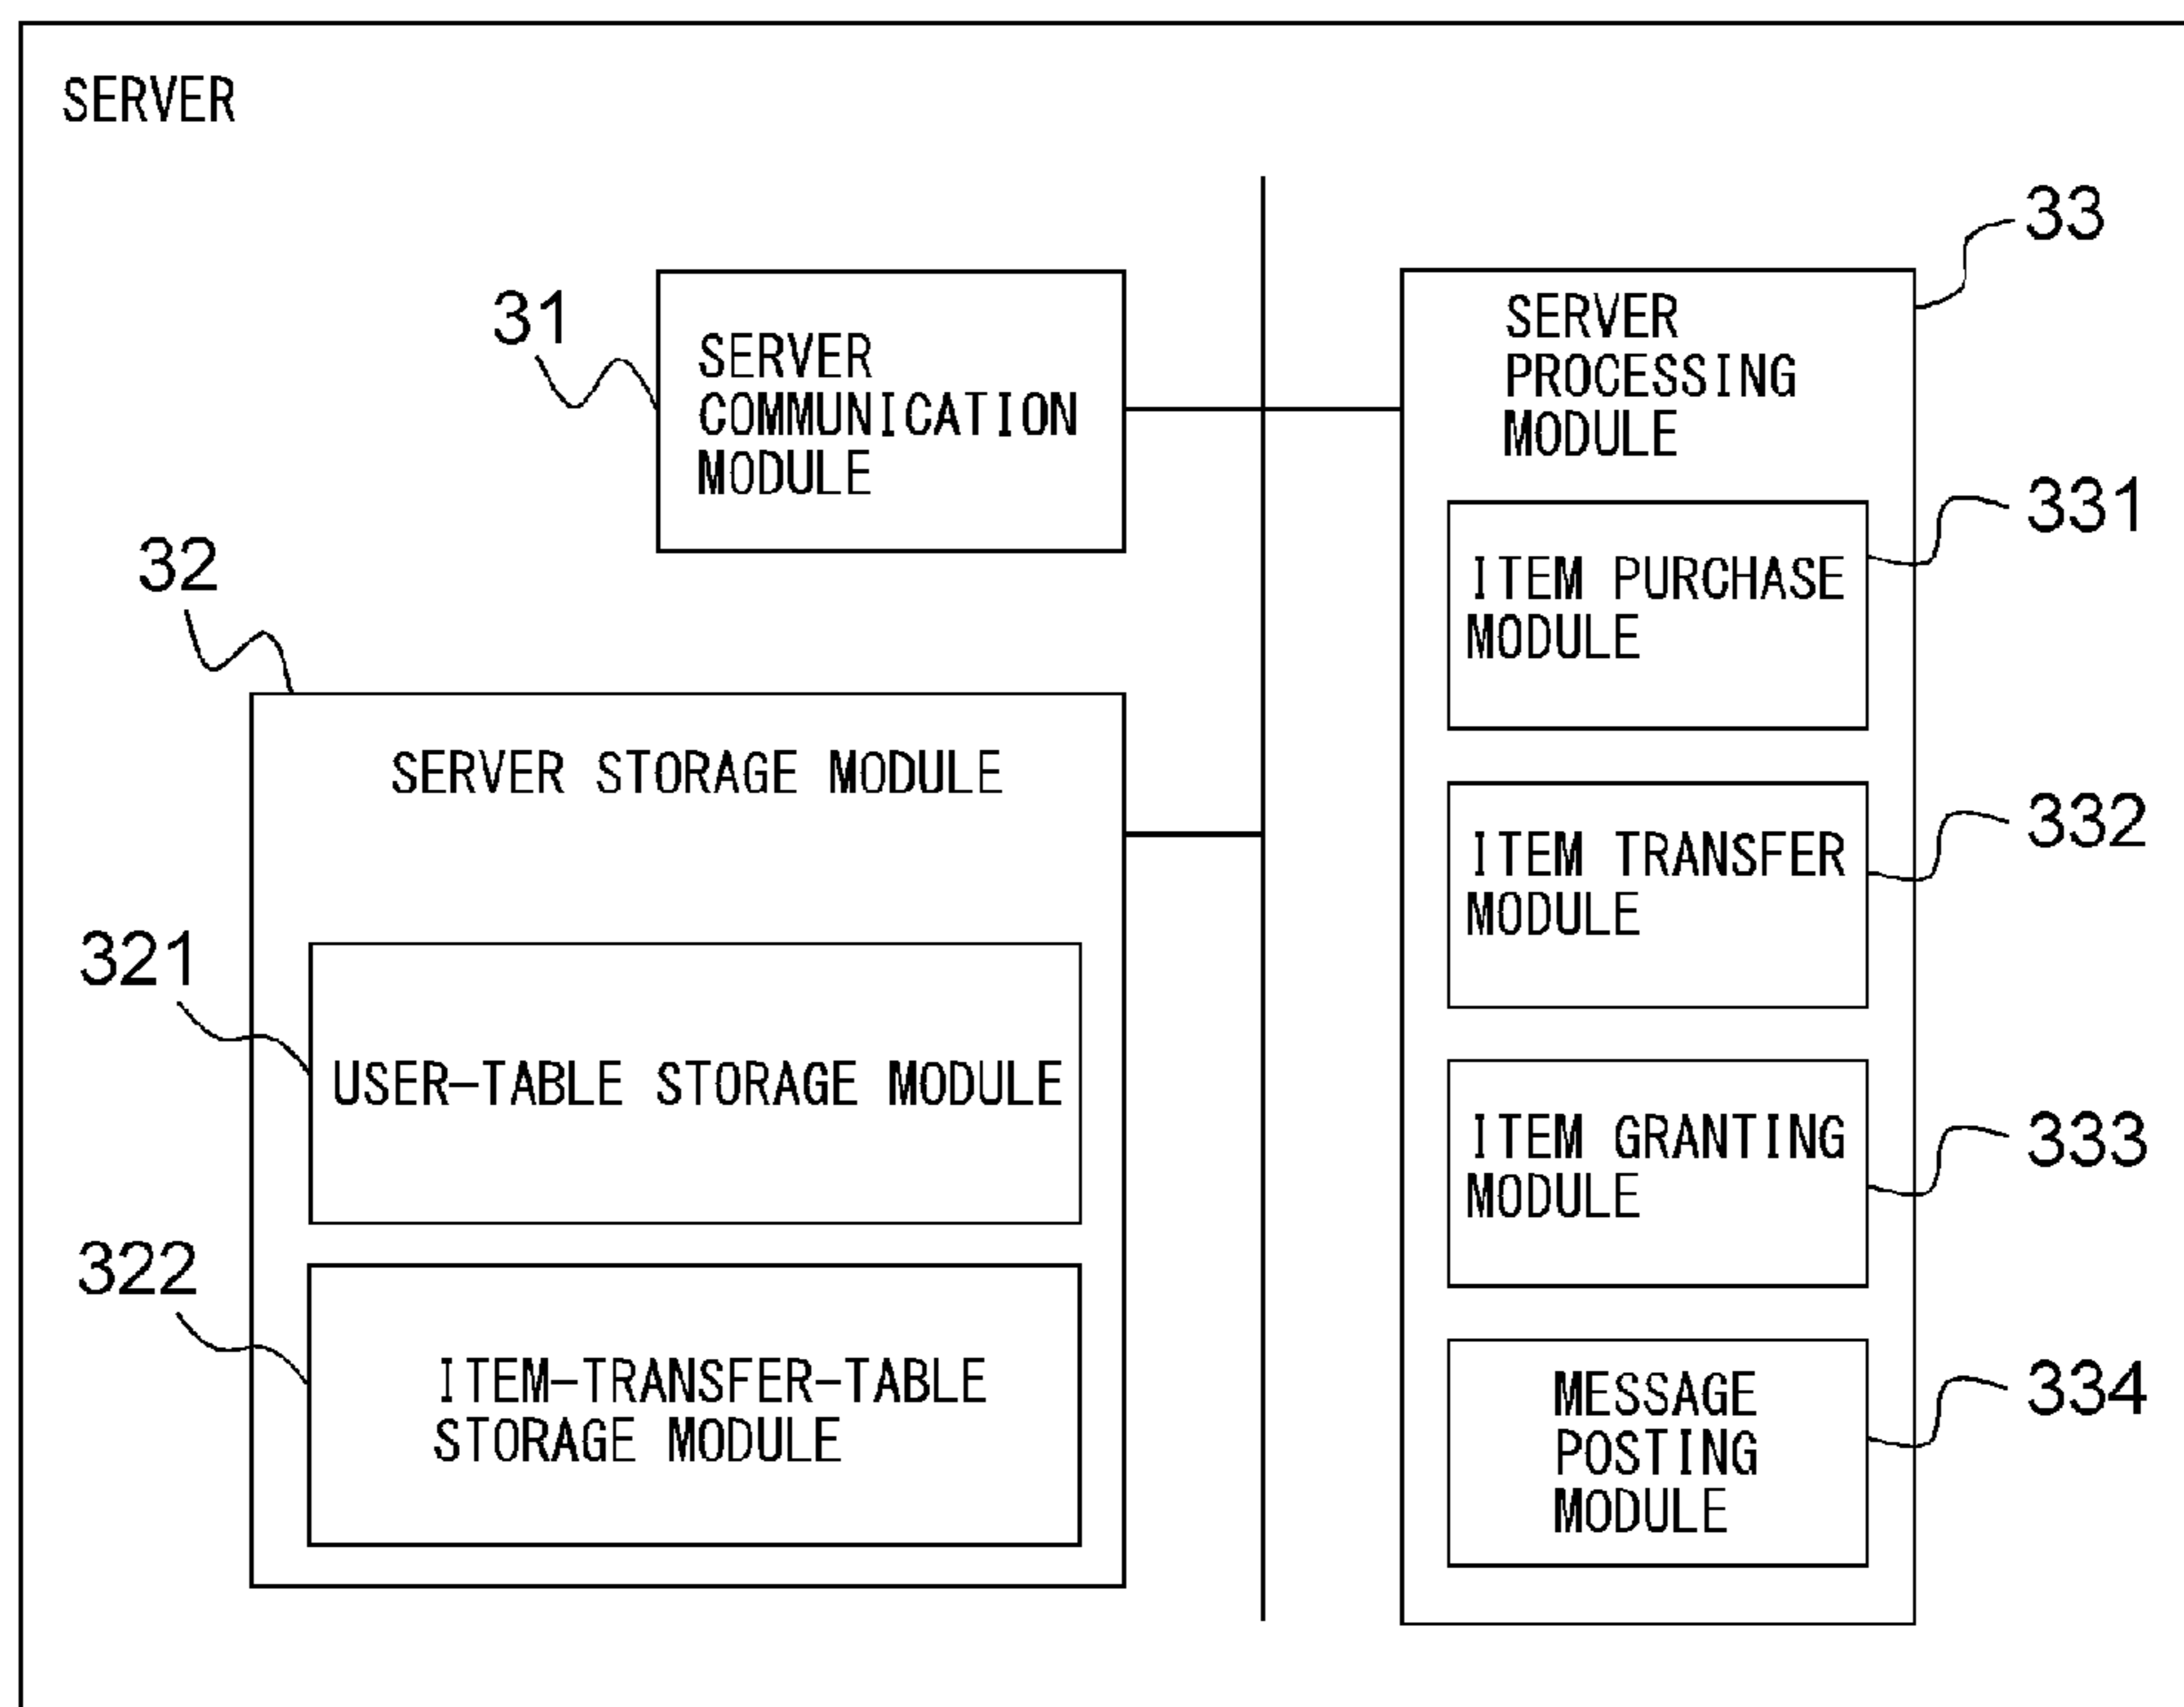 SERVER
33
31
SERVER
COMMUNICATION
MODULE
SERVER
PROCESSING
MODULE
331
ITEM PURCHASE
MODULE
32
SERVER STORAGE MODULE
332
ITEM TRANSFER
MODULE
321
USER-TABLE STORAGE MODULE
333
ITEM GRANTING
MODULE
322
ITEM-TRANSFER-TABLE
STORAGE MODULE
334
MESSAGE
POSTING
MODULE